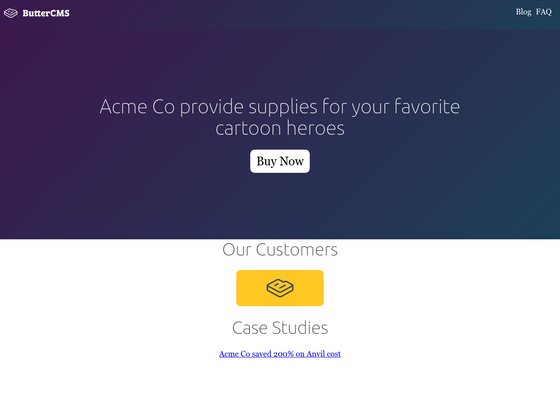 ButterCMS
Blog FAQ
Acme Co provide supplies for your favorite
cartoon heroes
Buy Now
Our Customers
Case Studies
Acme Co saved 200% on Anvil cost